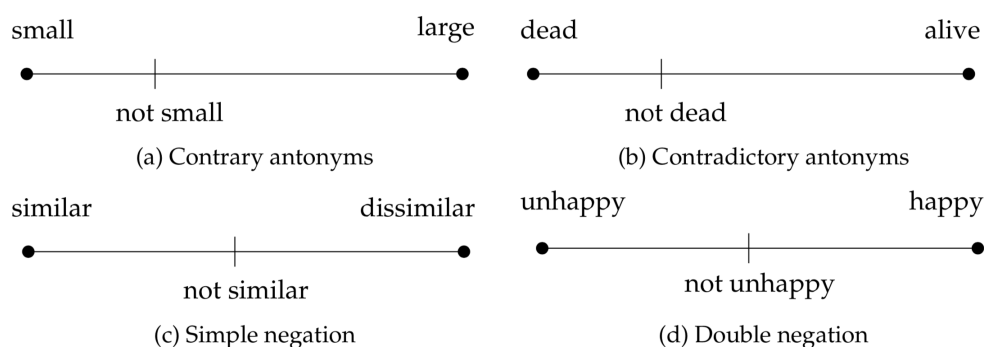 small large
not small
(a) Contrary antonyms
dead alive
not dead
(b) Contradictory antonyms
similar dissimilar
not similar
(c) Simple negation
unhappy happy
not unhappy
(d) Double negation